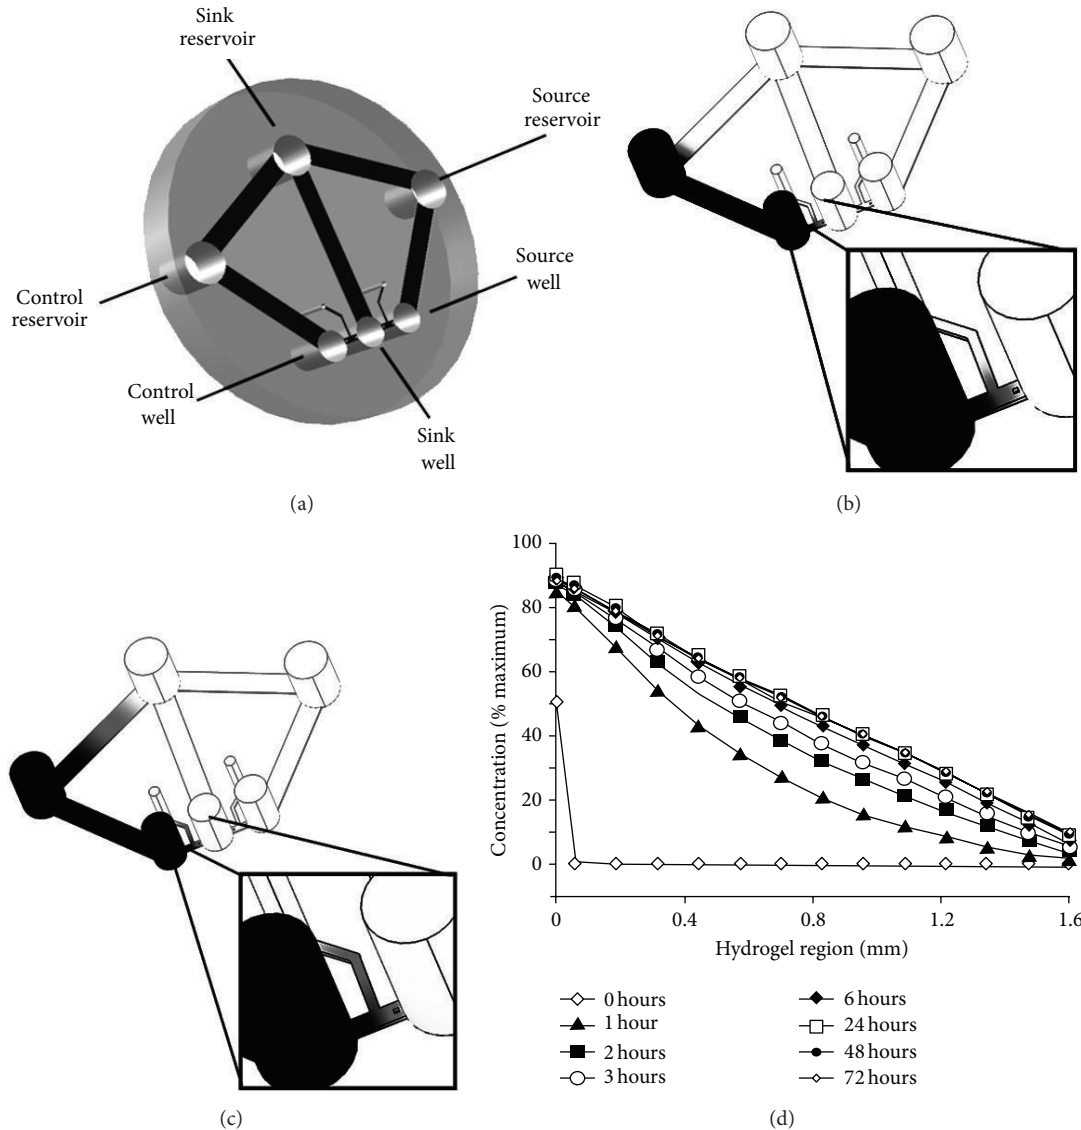 Sink
reservoir
Source
reservoir
Source
well
Control
reservoir
Control
well
Sink
well
(a)
(b)
(c)
100
80
60
40
20
0
Concentration (% maximum)
0
0.4
0.8
1.2
1.6
Hydrogel region (mm)
0 hours
1 hour
2 hours
3 hours
6 hours
24 hours
48 hours
72 hours
(d)